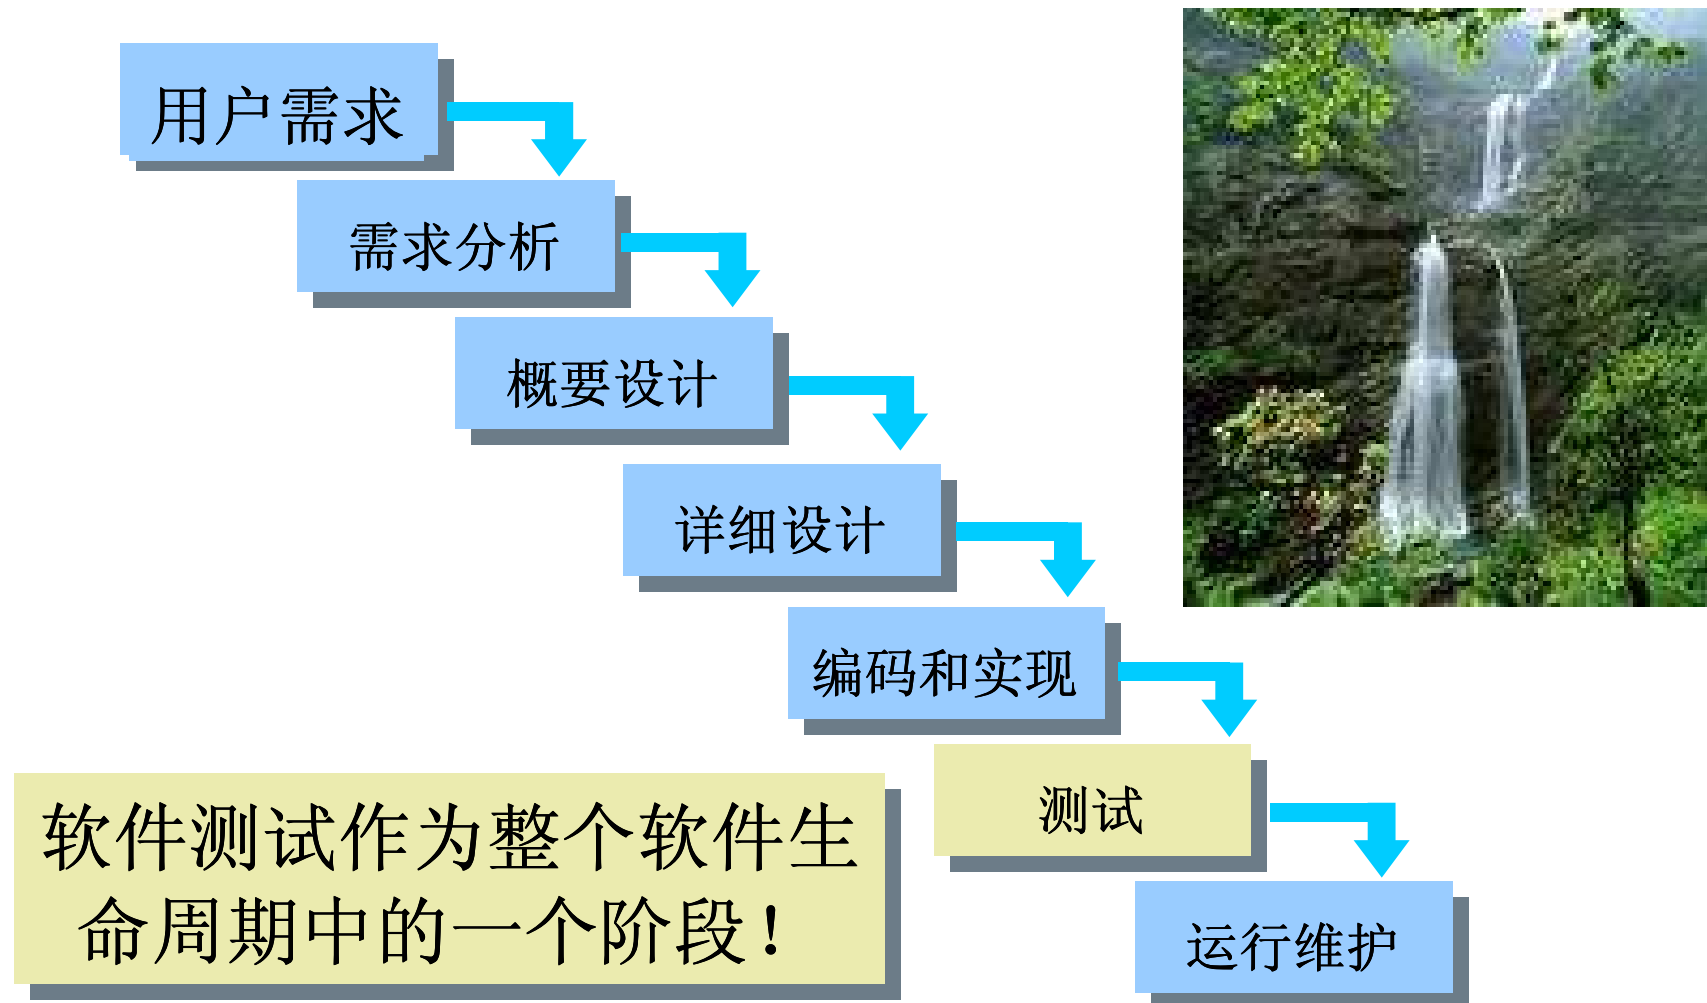 用户需求
需求分析
概要设计
详细设计
编码和实现
测试
软件测试作为整个软件生
命周期中的一个阶段！
运行维护